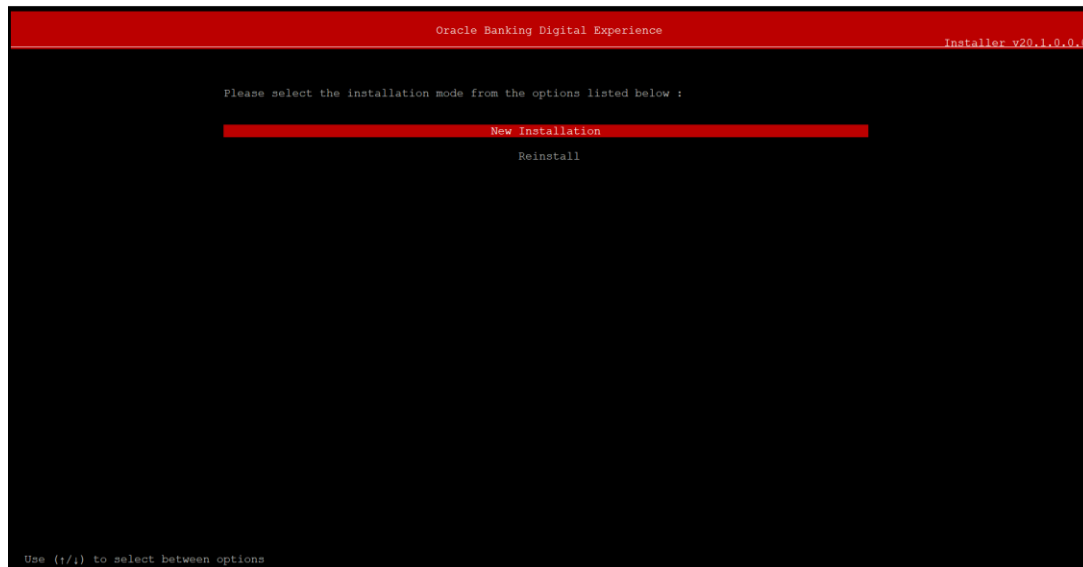 Oracle Banking Digital Experience
Installer v20.1.0.0.
Please select the installation mode from the options listed below :
New Installation
Reinstall
Use (↑/↓) to select between options